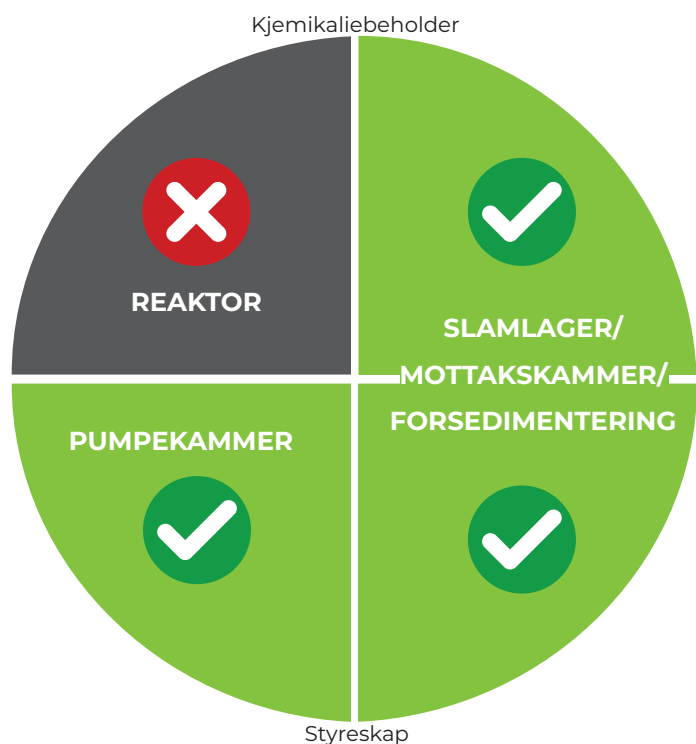 Kjemikaliebeholder
REAKTOR
SLAMLAGER/
MOTTAKSKAMMER/
FORSEDIMENTERING
PUMPEKAMMER
Styreskap